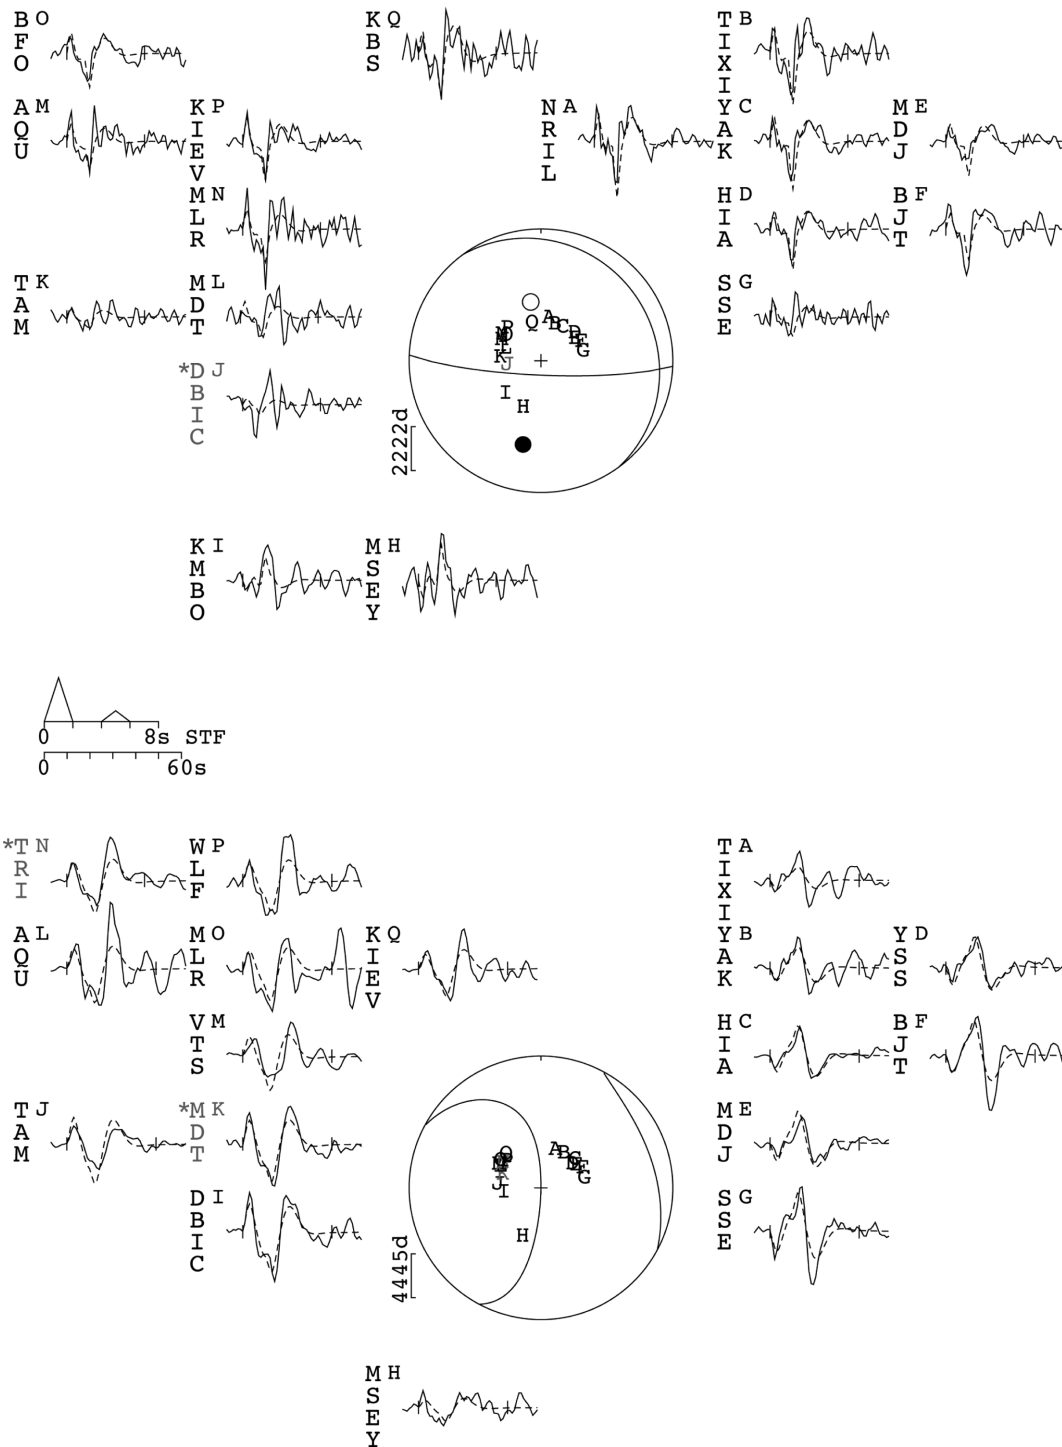 BFO O
KBS Q
TIXI B
AQU M
KIEV P
NRIL A
YAK C
MDJ E
MLR N
HIA D
BJT F
TAM K
MDT L
SSE G
*DBIC J
Q
A
B
C
D
G
K
J
I
H
2222d
KMBO I
MSEY H
0 8s STF
0 60s
*TRI N
WLF P
TIXI A
AQU L
MLR O
KIEV Q
YAK B
YSS D
VTS M
HIA C
BJT F
TAM J
*MDT K
MDJ E
DBIC I
SSE G
A
B
G
K
J
I
H
4445d
MSEY H